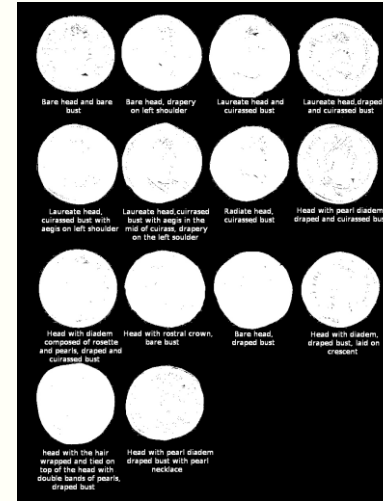 Bare head and bare
bust
Bare head, drapery
on left shoulder
Laureate head and
cuirassed bust
Laureate head,draped
and cuirassed bust
Laureate head,
cuirassed bust with
aegis on left shoulder
Laureate head,cuirrased
bust with aegis in the
mid of cuirass, drapery
on the left soulder
Radiate head,
cuirassed bust
Head with pearl diadem,
draped and cuirassed bust
Head with diadem
composed of rosette
and pearls, draped and
cuirassed bust
Head with rostral crown,
bare bust
Bare head,
draped bust
Head with diadem,
draped bust, laid on
crescent
head with the hair
wrapped and tied on
top of the head with
double bands of pearls,
draped bust
Head with pearl diadem
draped bust with pearl
necklace